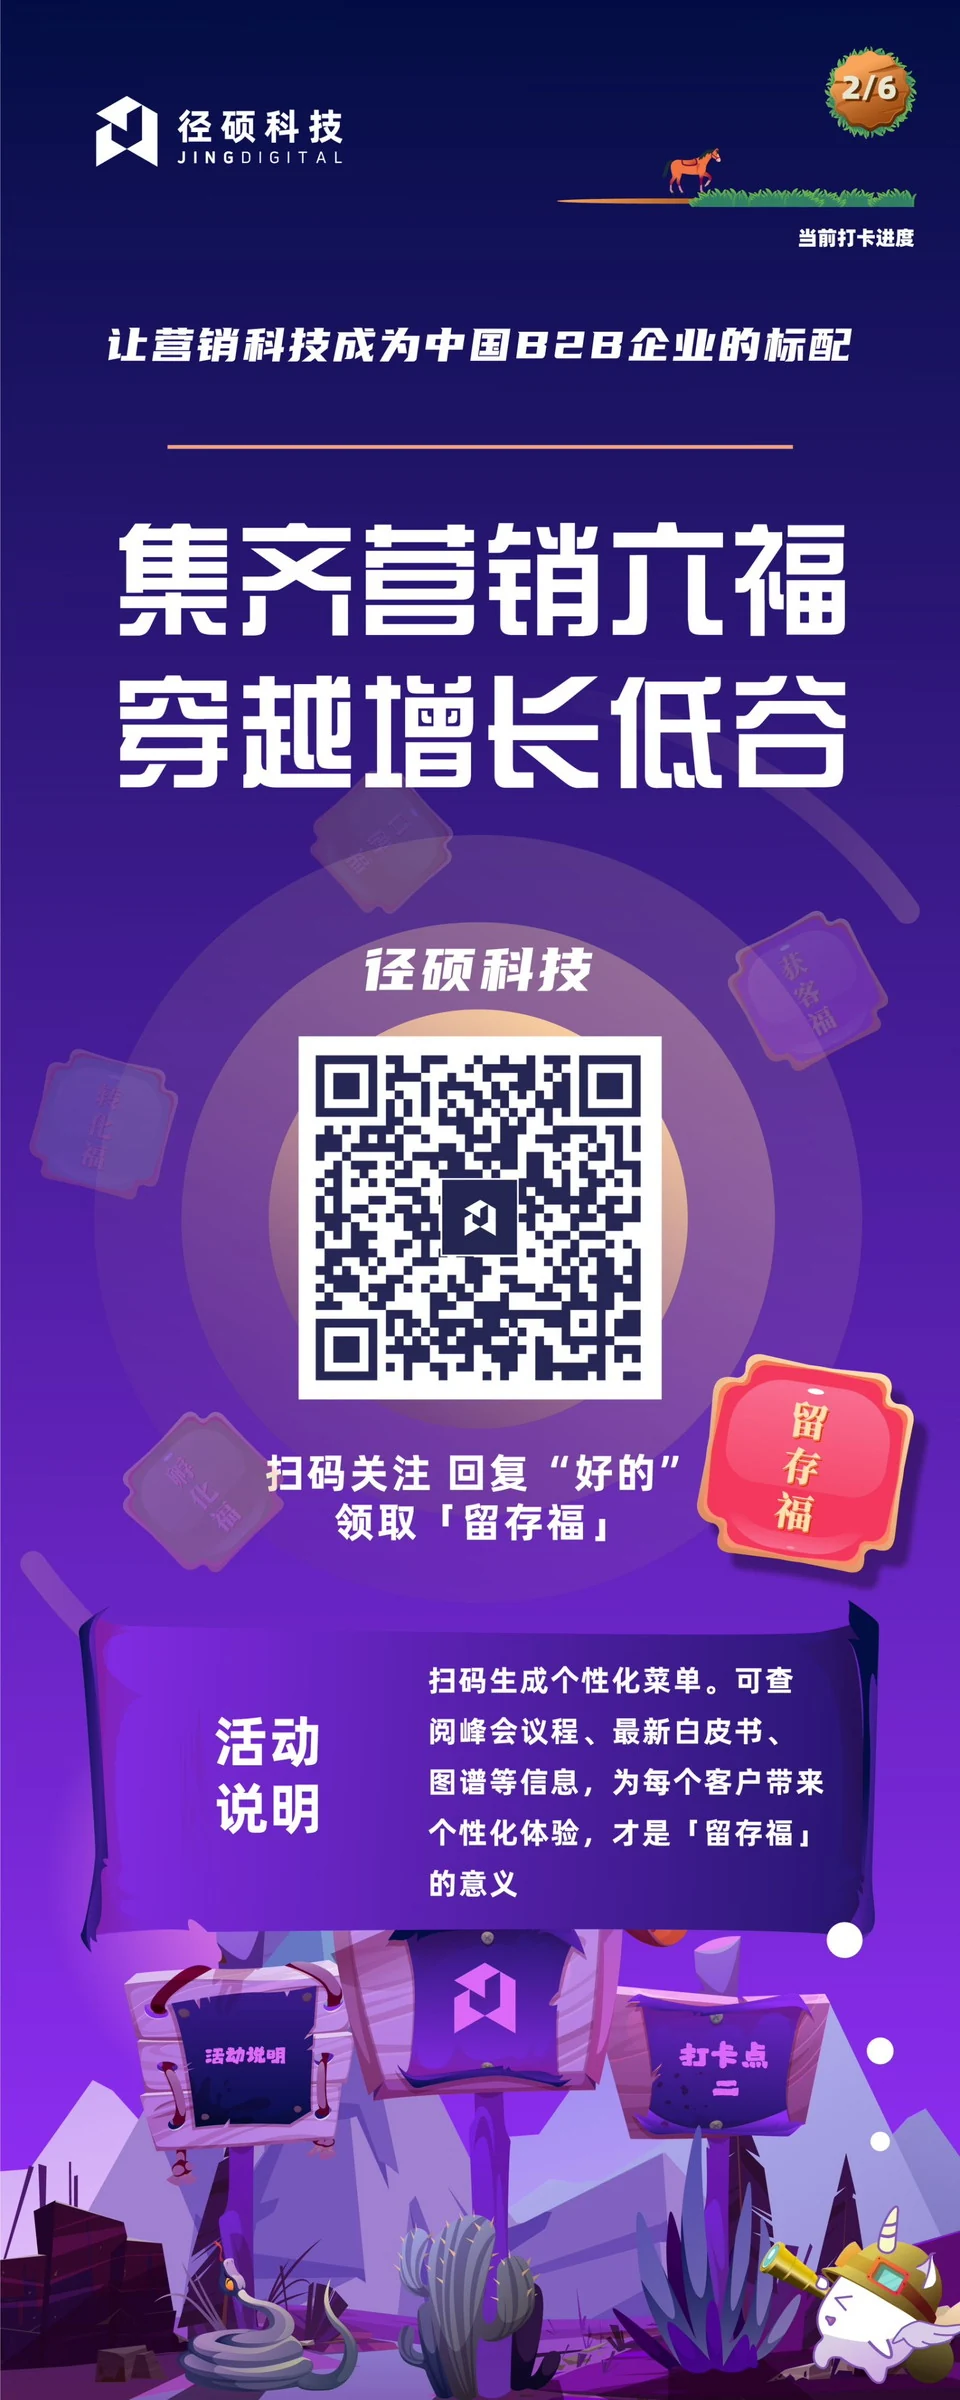 径硕科技
JINGDIGITAL
2/6
当前打卡进度
让营销科技成为中国B2B企业的标配
集齐营销六福
穿越增长低谷
获客福
转化福
径硕科技
留存福
孵化福
扫码关注 回复“好的”
领取「留存福」
活动
说明
扫码生成个性化菜单。可查
阅峰会议程、最新白皮书、
图谱等信息，为每个客户带来
个性化体验，才是「留存福」
的意义
活动说明
打卡点
二